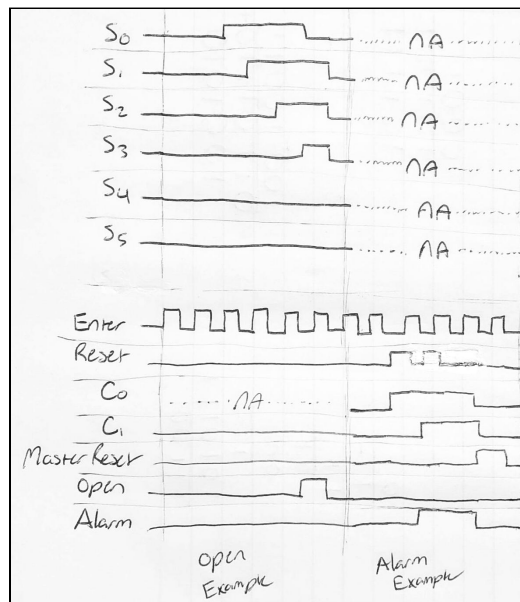 S0 NA
S1 NA
S2 NA
S3 NA
S4 NA
S5 NA
Enter
Reset
C0 NA
C1
Master Reset
Open
Alarm
Open Alarm
Example Example